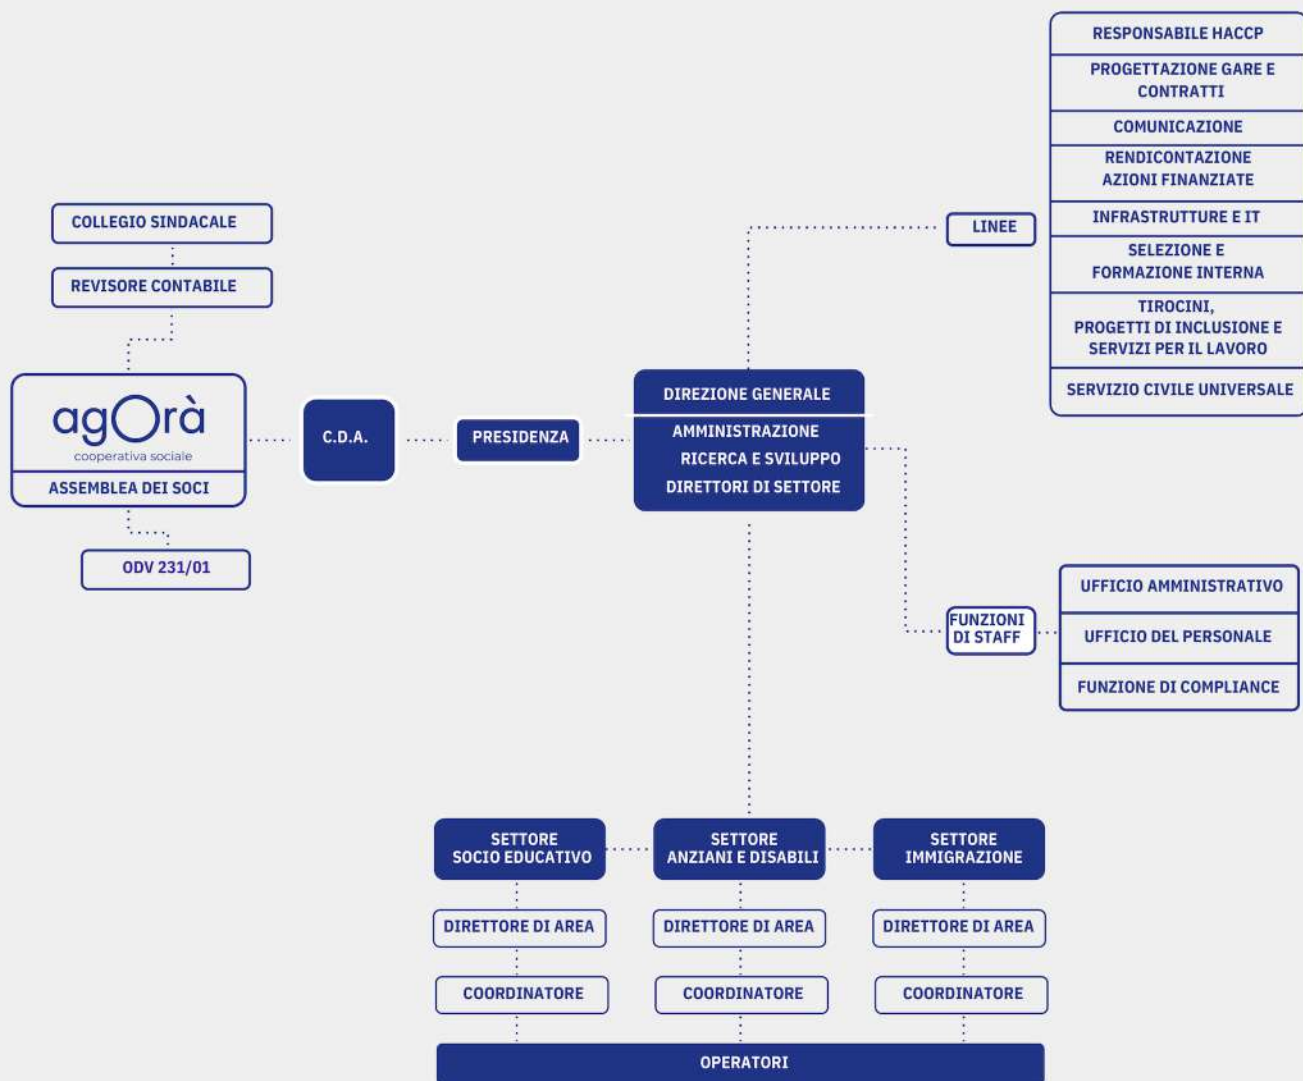 COLLEGIO SINDACALE
REVISORE CONTABILE
agOrà
cooperativa sociale
ASSEMBLEA DEI SOCI
ODV 231/01
C.D.A.
PRESIDENZA
DIREZIONE GENERALE
AMMINISTRAZIONE
RICERCA E SVILUPPO
DIRETTORI DI SETTORE
LINEE
RESPONSABILE HACCP
PROGETTAZIONE GARE E
CONTRATTI
COMUNICAZIONE
RENDICONTAZIONE
AZIONI FINANZIATE
INFRASTRUTTURE E IT
SELEZIONE E
FORMAZIONE INTERNA
TIROCINI,
PROGETTI DI INCLUSIONE E
SERVIZI PER IL LAVORO
SERVIZIO CIVILE UNIVERSALE
FUNZIONI
DI STAFF
UFFICIO AMMINISTRATIVO
UFFICIO DEL PERSONALE
FUNZIONE DI COMPLIANCE
SETTORE
SOCIO EDUCATIVO
DIRETTORE DI AREA
COORDINATORE
SETTORE
ANZIANI E DISABILI
DIRETTORE DI AREA
COORDINATORE
SETTORE
IMMIGRAZIONE
DIRETTORE DI AREA
COORDINATORE
OPERATORI